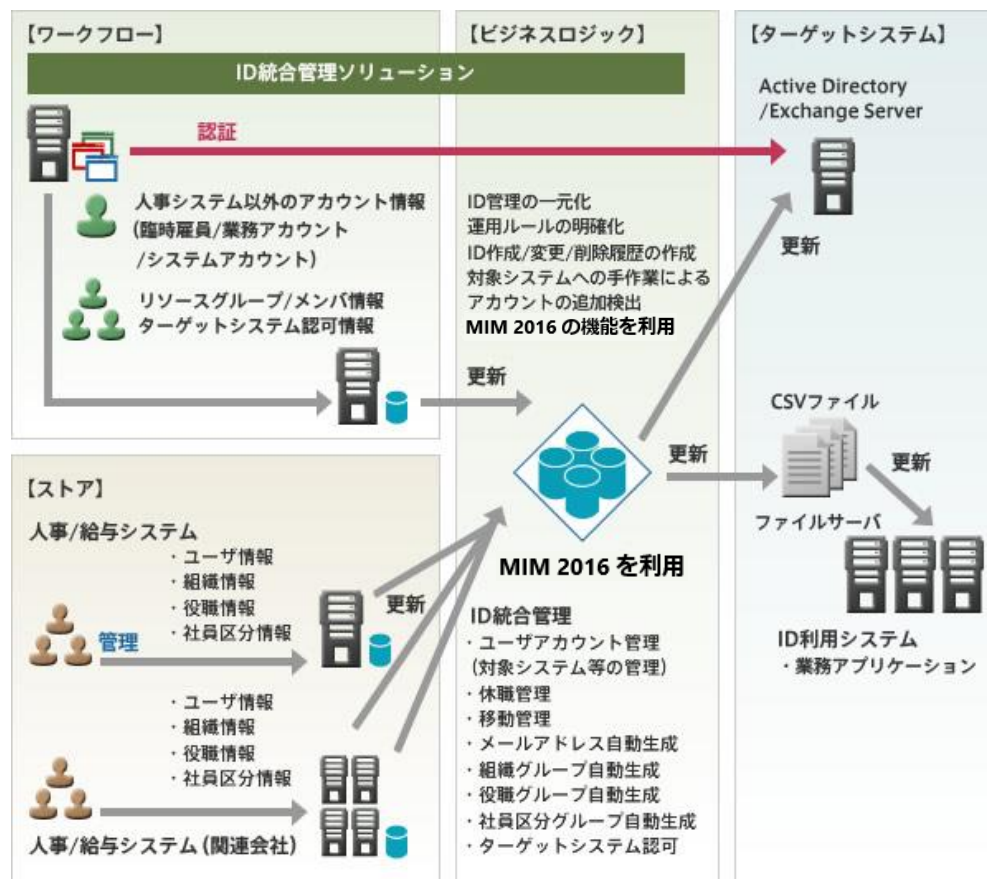 【ワークフロー】
【ビジネスロジック】
【ターゲットシステム】
ID統合管理ソリューション
認証
人事システム以外のアカウント情報
(臨時雇員/業務アカウント
/システムアカウント)
リソースグループ/メンバ情報
ターゲットシステム認可情報
ID管理の一元化
運用ルールの明確化
ID作成/変更/削除履歴の作成
対象システムへの手作業による
アカウントの追加検出
MIM 2016 の機能を利用
更新
MIM 2016 を利用
ID統合管理
・ユーザアカウント管理
(対象システム等の管理)
・休職管理
・移動管理
・メールアドレス自動生成
・組織グループ自動生成
・役職グループ自動生成
・社員区分グループ自動生成
・ターゲットシステム認可
Active Directory
/Exchange Server
更新
更新
CSVファイル
更新
ファイルサーバ
ID利用システム
・業務アプリケーション
【ストア】
人事/給与システム
・ユーザ情報
・組織情報
・役職情報
・社員区分情報
管理
更新
・ユーザ情報
・組織情報
・役職情報
・社員区分情報
人事/給与システム(関連会社)